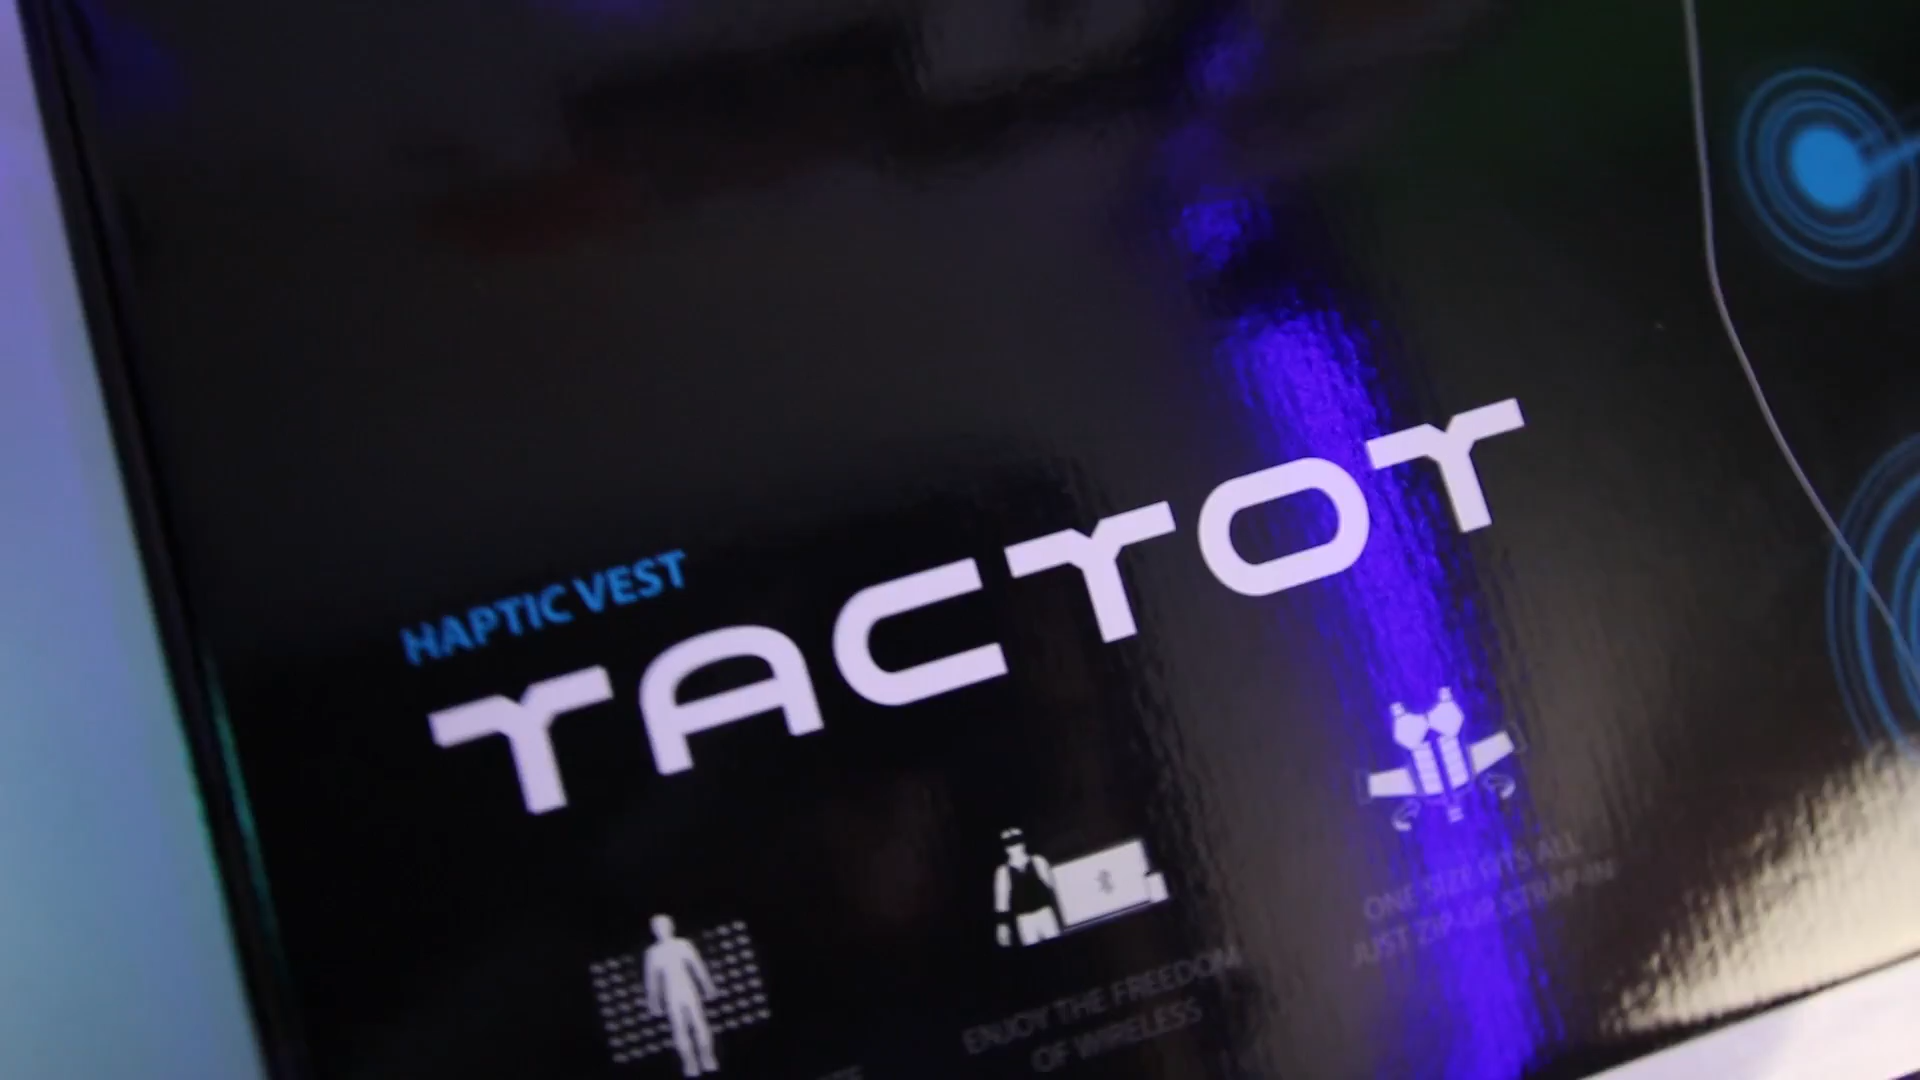 HAPTIC VEST
TACTOT
ENJOY THE FREEDOM
OF WIRELESS
ONE SIZE FITS ALL
JUST ZIP-UP STRAP-IN